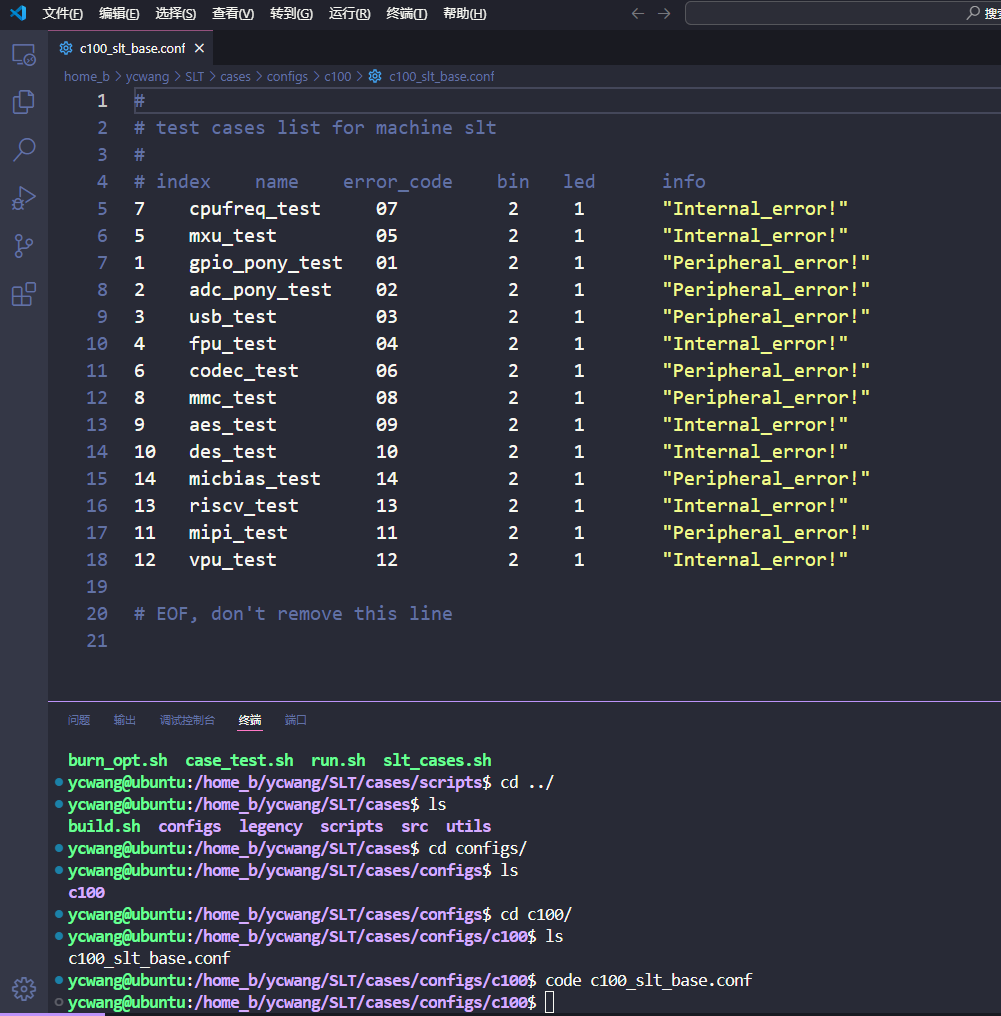 文件(F) 编辑(E) 选择(S) 查看(V) 转到(G) 运行(R) 终端(T) 帮助(H)
c100_slt_base.conf
home_b > ycwang > SLT > cases > configs > c100 > c100_slt_base.conf
1 #
2 # test cases list for machine slt
3 #
4 # index name error_code bin led info
5 7 cpufreq_test 07 2 1 "Internal_error!"
6 5 mxu_test 05 2 1 "Internal_error!"
7 1 gpio_pony_test 01 2 1 "Peripheral_error!"
8 2 adc_pony_test 02 2 1 "Peripheral_error!"
9 3 usb_test 03 2 1 "Peripheral_error!"
10 4 fpu_test 04 2 1 "Internal_error!"
11 6 codec_test 06 2 1 "Peripheral_error!"
12 8 mmc_test 08 2 1 "Peripheral_error!"
13 9 aes_test 09 2 1 "Internal_error!"
14 10 des_test 10 2 1 "Internal_error!"
15 14 micbias_test 14 2 1 "Peripheral_error!"
16 13 riscv_test 13 2 1 "Internal_error!"
17 11 mipi_test 11 2 1 "Peripheral_error!"
18 12 vpu_test 12 2 1 "Internal_error!"
19
20 # EOF, don't remove this line
21
问题 输出 调试控制台 终端 端口
burn_opt.sh case_test.sh run.sh slt_cases.sh
ycwang@ubuntu:/home_b/ycwang/SLT/cases/scripts$ cd ../
ycwang@ubuntu:/home_b/ycwang/SLT/cases$ ls
build.sh configs legency scripts src utils
ycwang@ubuntu:/home_b/ycwang/SLT/cases$ cd configs/
ycwang@ubuntu:/home_b/ycwang/SLT/cases/configs$ ls
c100
ycwang@ubuntu:/home_b/ycwang/SLT/cases/configs$ cd c100/
ycwang@ubuntu:/home_b/ycwang/SLT/cases/configs/c100$ ls
c100_slt_base.conf
ycwang@ubuntu:/home_b/ycwang/SLT/cases/configs/c100$ code c100_slt_base.conf
ycwang@ubuntu:/home_b/ycwang/SLT/cases/configs/c100$